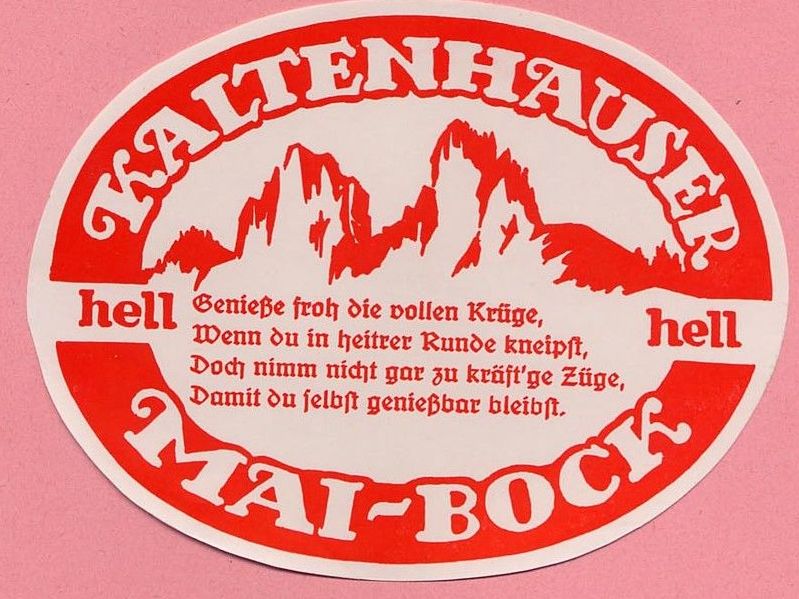 KALTENHAUSER
hell
Genieße froh die vollen Krüge,
Wenn du in heitrer Runde kneipst,
Doch nimm nicht gar zu kräft'ge Züge,
Damit du selbst genießbar bleibst.
hell
MAI-BOCK